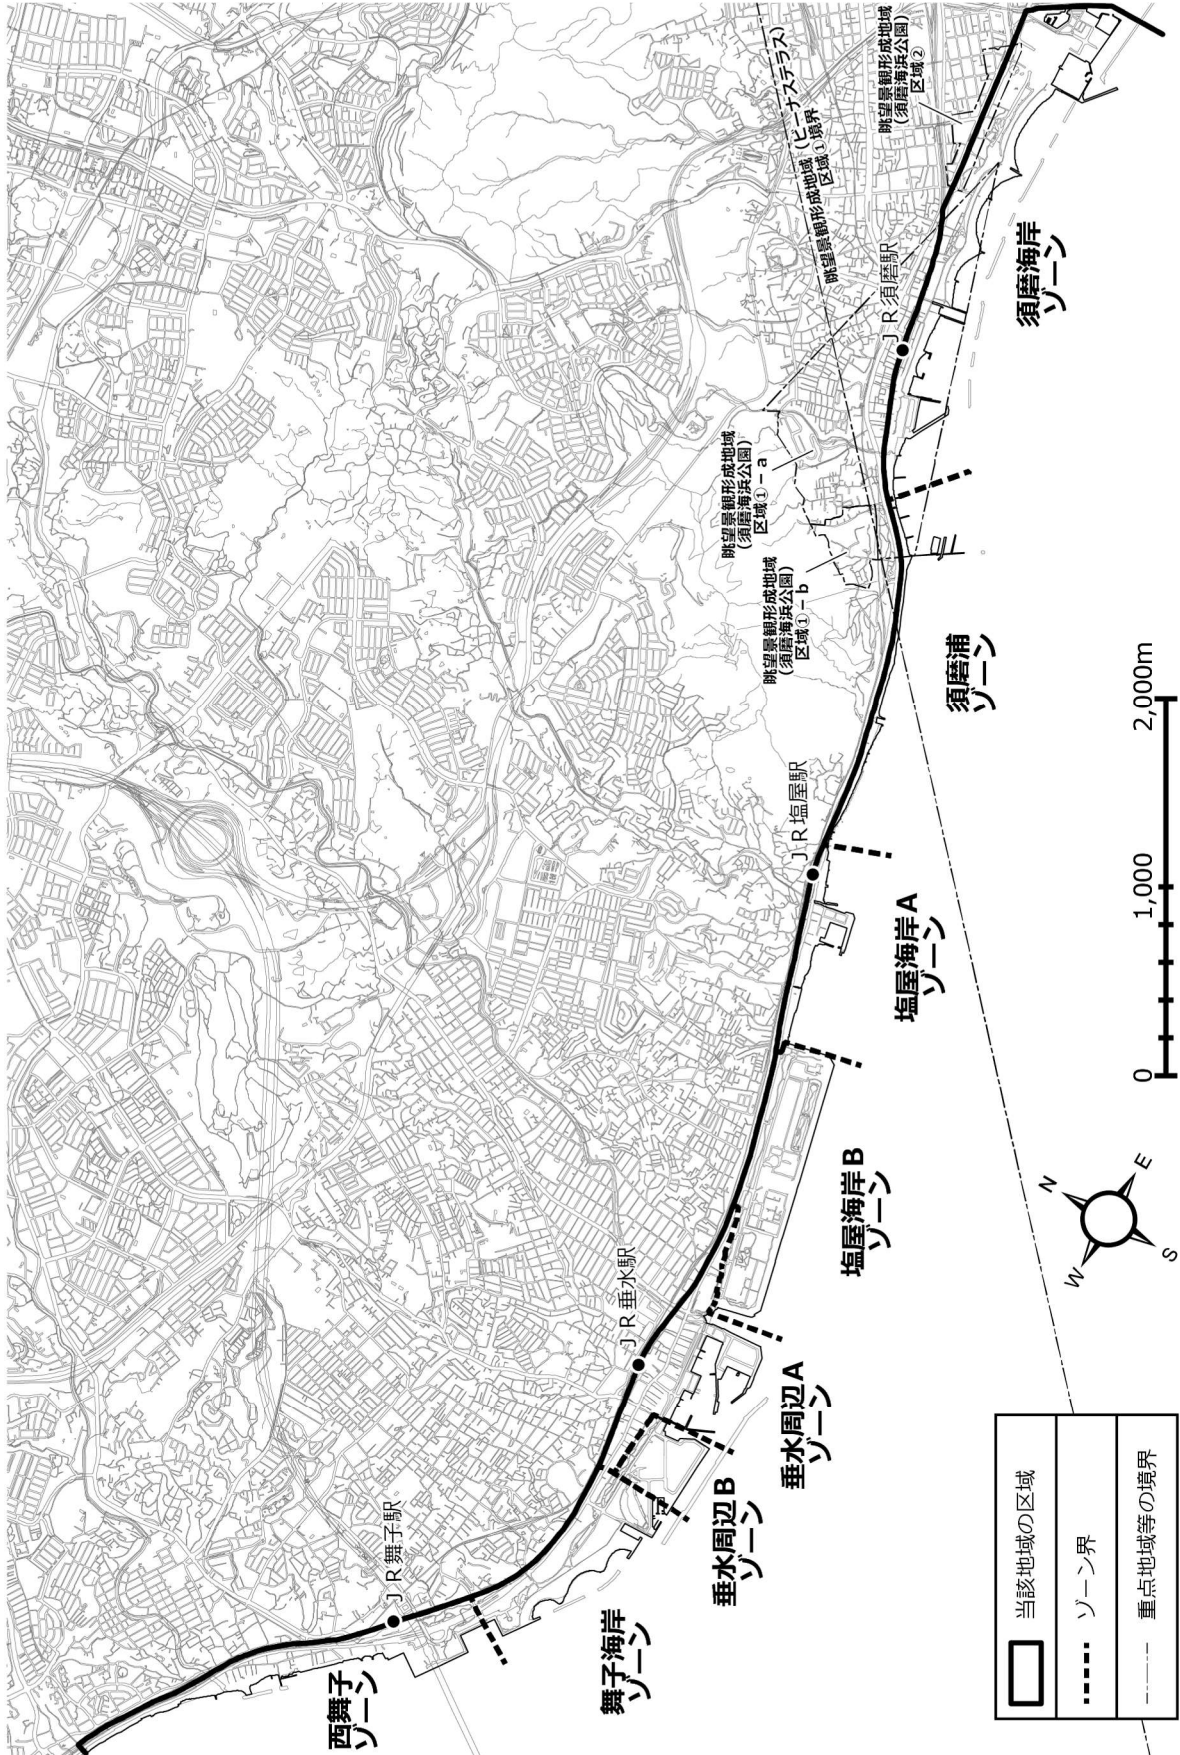 眺望景観形成地域（ビーナステラス）
区域①境界
眺望景観形成地域
（須磨海浜公園）
区域②
眺望景観形成地域
（須磨海浜公園）
区域①－a
眺望景観形成地域
（須磨海浜公園）
区域①－b
ＪＲ舞子駅
ＪＲ垂水駅
ＪＲ塩屋駅
ＪＲ須磨駅
西舞子
ゾーン
舞子海岸
ゾーン
垂水周辺B
ゾーン
垂水周辺A
ゾーン
塩屋海岸B
ゾーン
塩屋海岸A
ゾーン
須磨浦
ゾーン
須磨海岸
ゾーン
当該地域の区域
ゾーン界
重点地域等の境界
N
W
E
S
0
1,000
2,000m